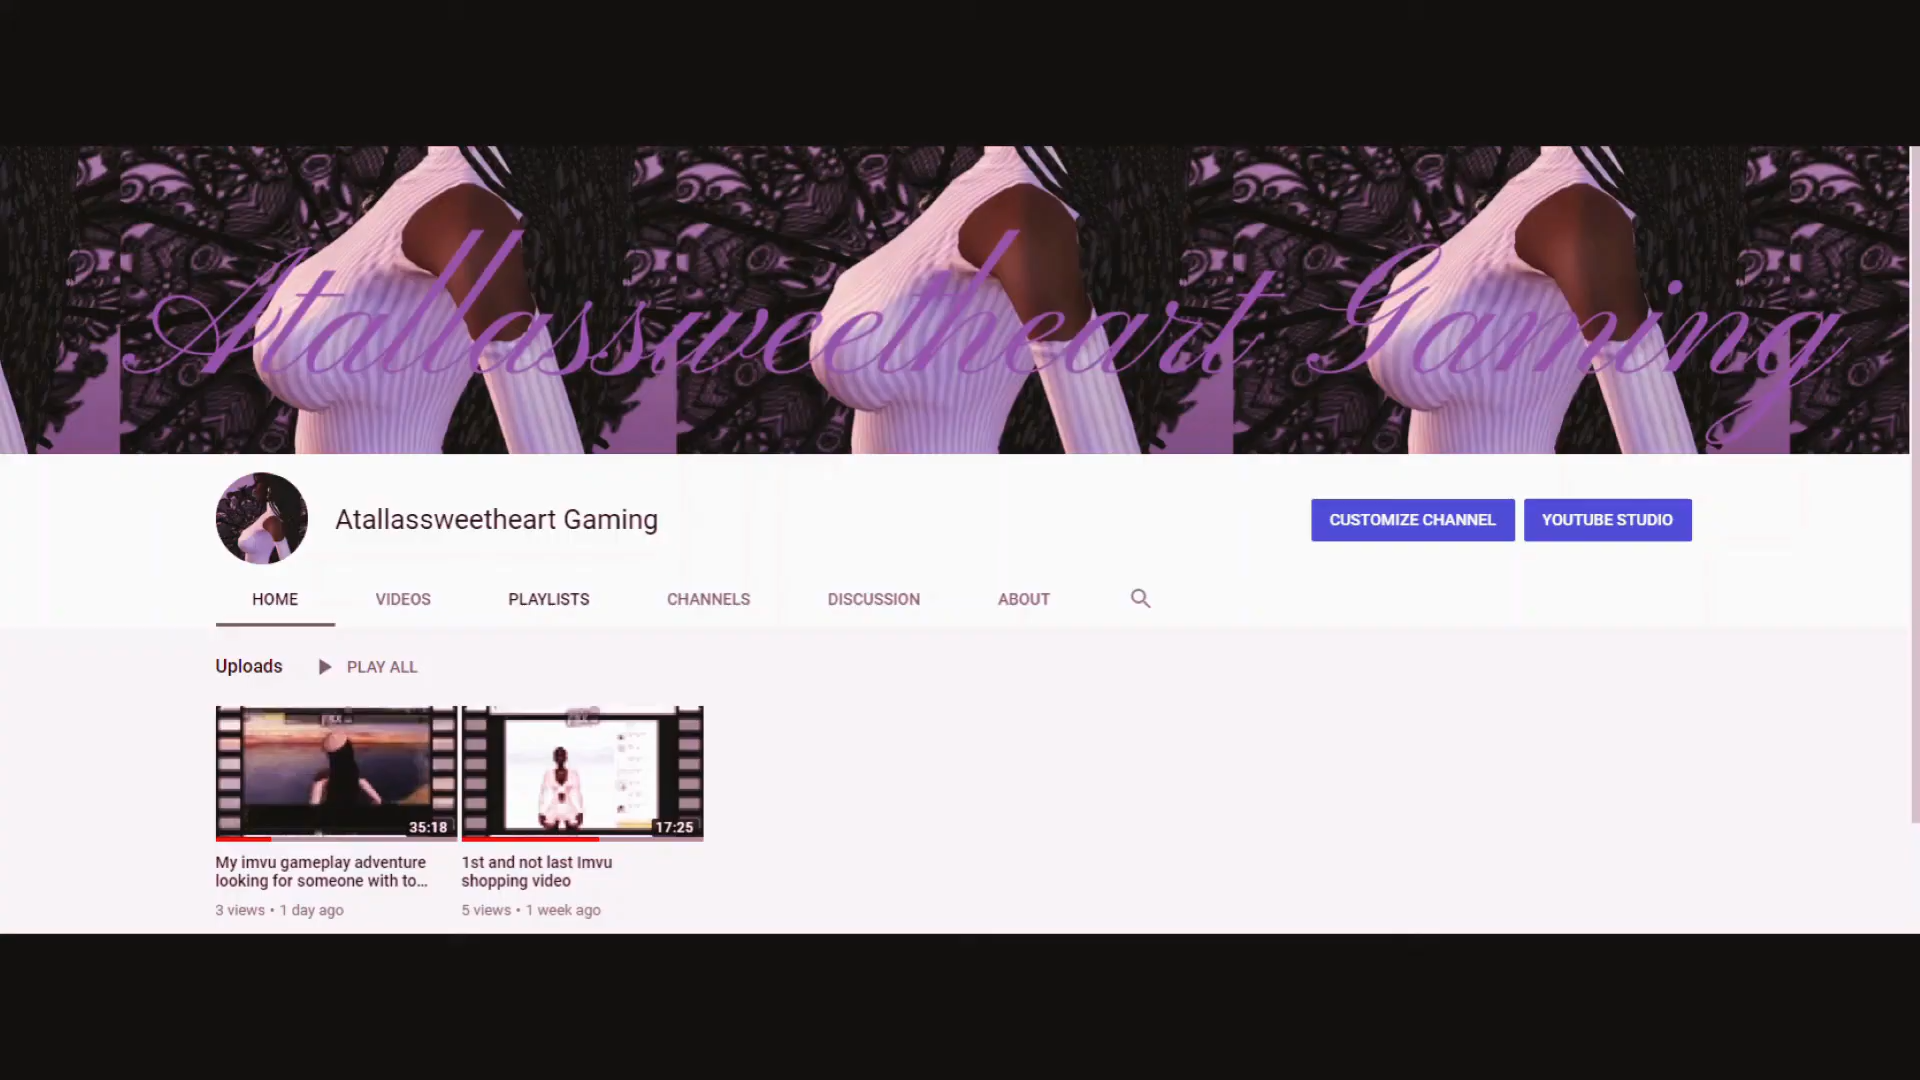 Atallassweetheart Gaming
Atallassweetheart Gaming
CUSTOMIZE CHANNEL
YOUTUBE STUDIO
HOME
VIDEOS
PLAYLISTS
CHANNELS
DISCUSSION
ABOUT
Uploads
PLAY ALL
35:18
17:25
My imvu gameplay adventure
looking for someone with to...
3 views • 1 day ago
1st and not last Imvu
shopping video
5 views • 1 week ago